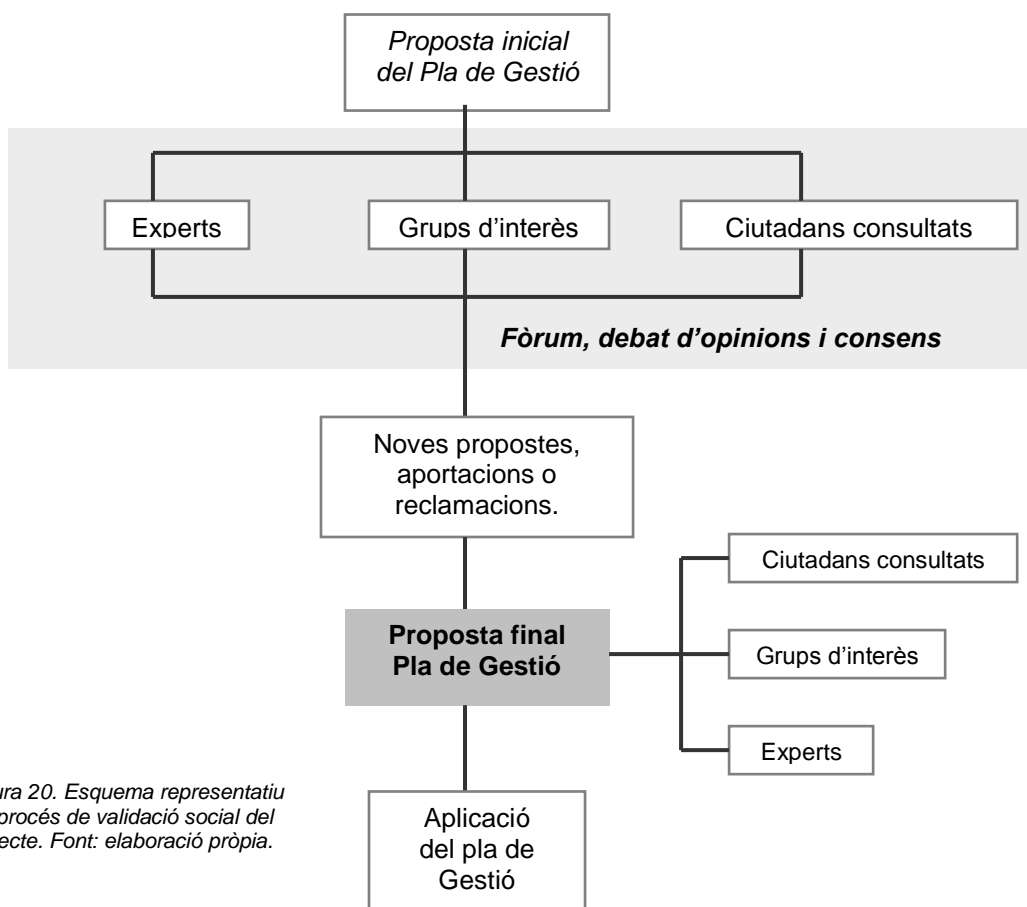 Proposta inicial
del Pla de Gestió
Experts
Grups d'interès
Ciutadans consultats
Fòrum, debat d'opinions i consens
Noves propostes,
aportacions o
reclamacions.
Ciutadans consultats
Proposta final
Pla de Gestió
Grups d'interès
Experts
ura 20. Esquema representatiu
procés de validació social del
ecte. Font: elaboració pròpia.
Aplicació
del pla de
Gestió